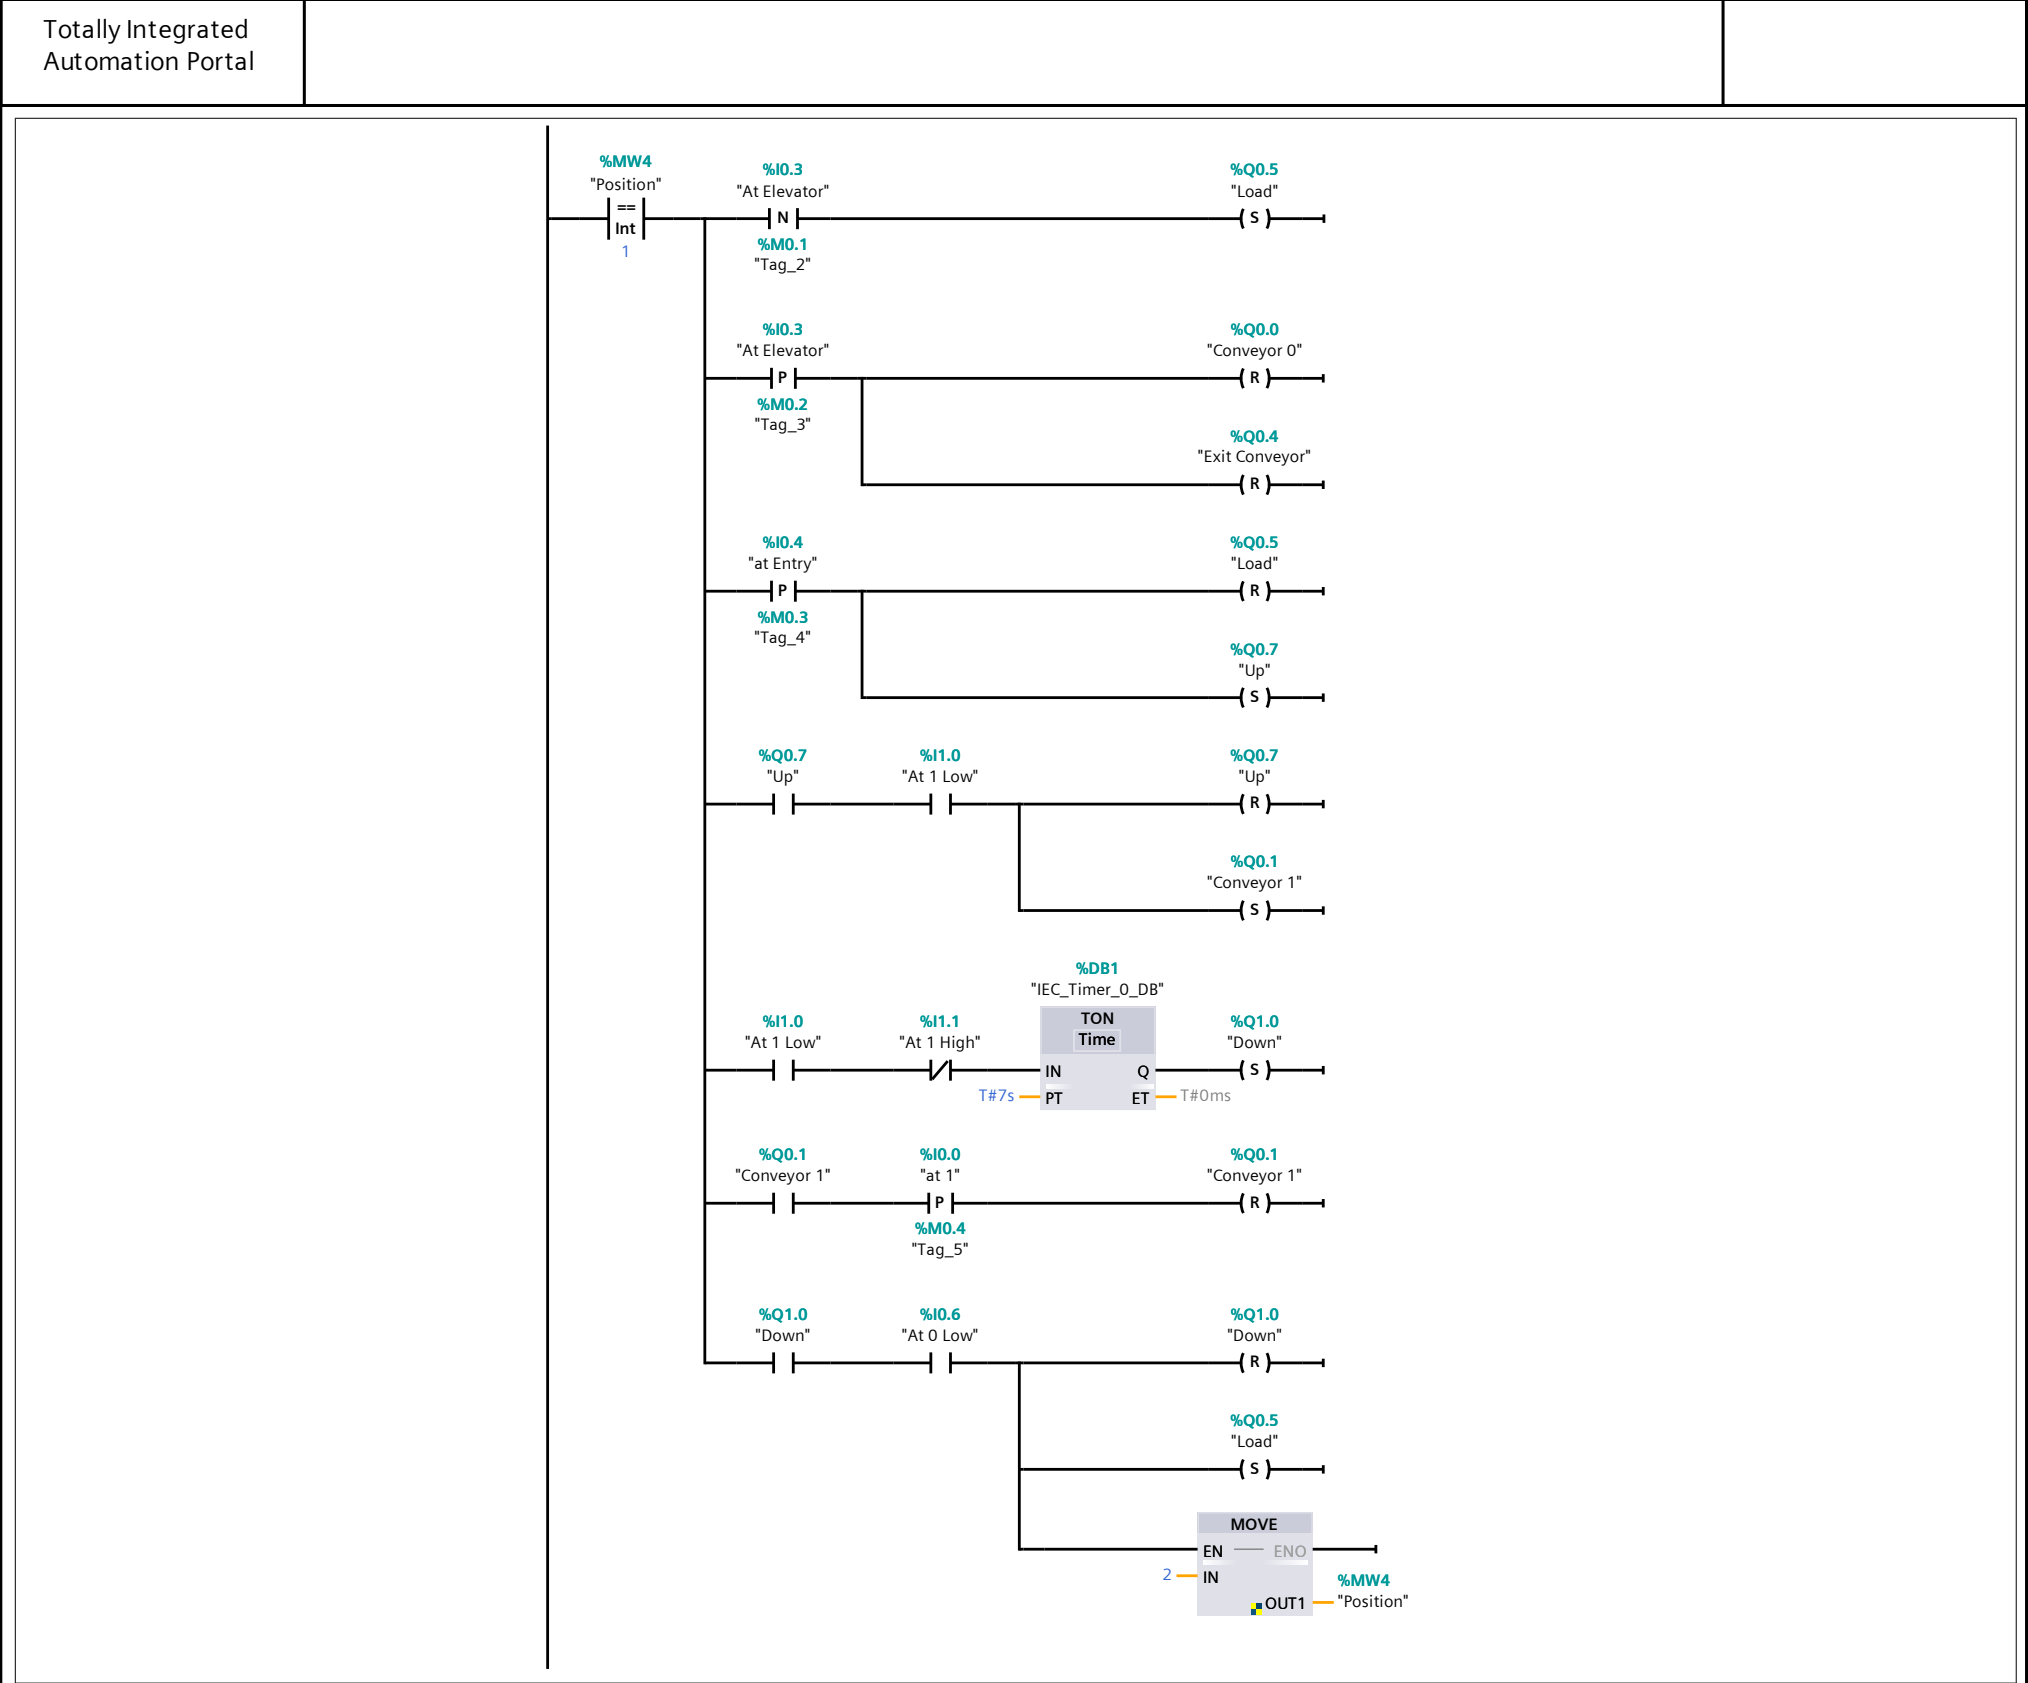 Totally Integrated
Automation Portal
%MW4
"Position"
==
Int
1
%I0.3
"At Elevator"
N
%M0.1
"Tag_2"
%Q0.5
"Load"
S
%I0.3
"At Elevator"
P
%M0.2
"Tag_3"
%Q0.0
"Conveyor 0"
R
%Q0.4
"Exit Conveyor"
R
%I0.4
"at Entry"
P
%M0.3
"Tag_4"
%Q0.5
"Load"
R
%Q0.7
"Up"
S
%Q0.7
"Up"
%I1.0
"At 1 Low"
%Q0.7
"Up"
R
%Q0.1
"Conveyor 1"
S
%I1.0
"At 1 Low"
%I1.1
"At 1 High"
%DB1
"IEC_Timer_0_DB"
TON
Time
IN
Q
T#7s
PT
ET
T#0ms
%Q1.0
"Down"
S
%Q0.1
"Conveyor 1"
%I0.0
"at 1"
P
%M0.4
"Tag_5"
%Q0.1
"Conveyor 1"
R
%Q1.0
"Down"
%I0.6
"At 0 Low"
%Q1.0
"Down"
R
%Q0.5
"Load"
S
MOVE
EN
ENO
2
IN
OUT1
%MW4
"Position"